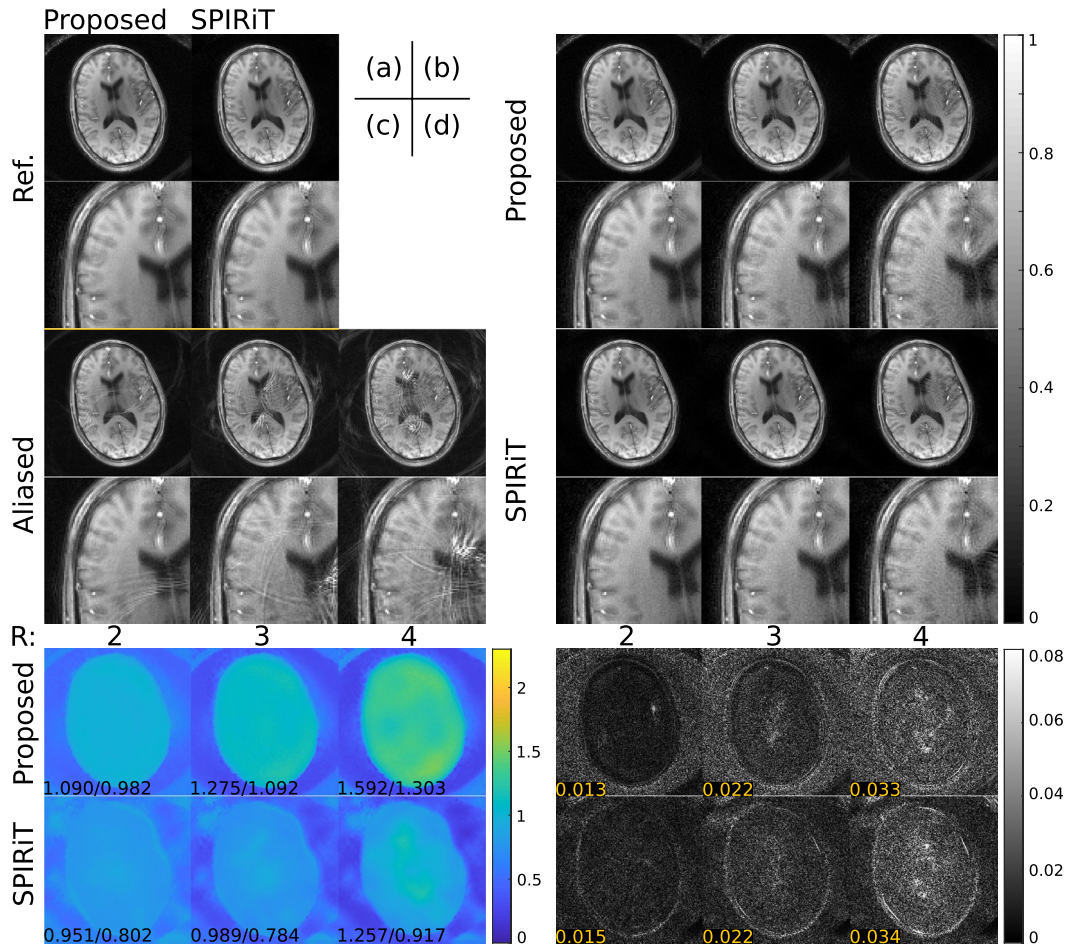 Proposed SPIRiT
Ref.
(a) (b)
(c) (d)
Proposed
1
0.8
0.6
0.4
0.2
0
Aliased
SPIRiT
R: 2 3 4
2 3 4
Proposed
2
1.5
1
0.5
0
1.090/0.982 1.275/1.092 1.592/1.303
0.013 0.022 0.033
0.08
0.06
0.04
0.02
0
SPIRiT
0.951/0.802 0.989/0.784 1.257/0.917
0.015 0.022 0.034